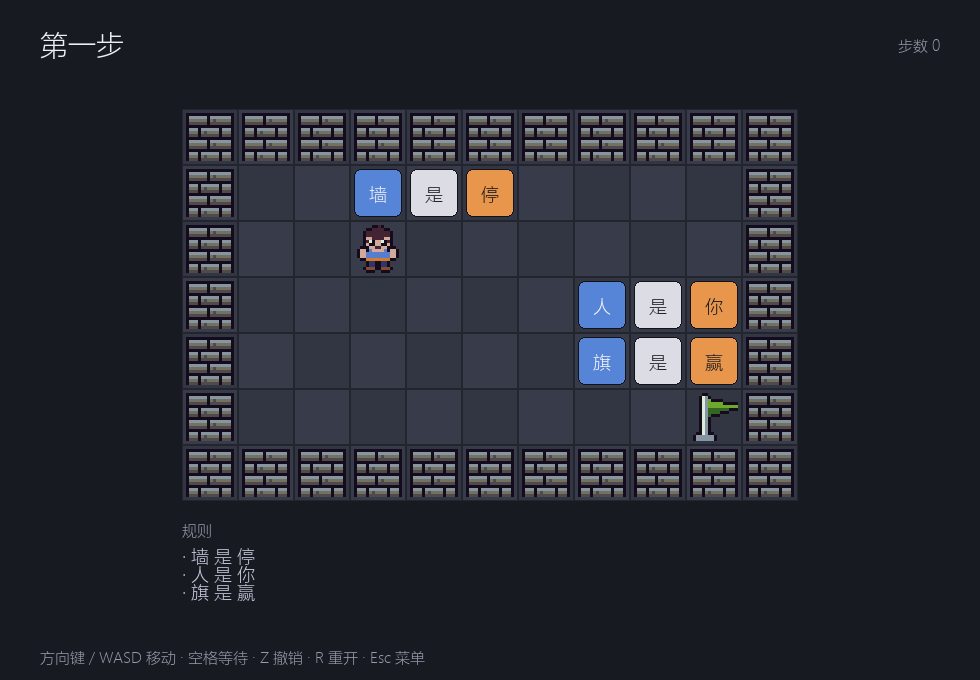 第一步
步数 0
墙 是 停
人 是 你
旗 是 赢
规则
· 墙 是 停
· 人 是 你
· 旗 是 赢
方向键 / WASD 移动 · 空格等待 · Z 撤销 · R 重开 · Esc 菜单